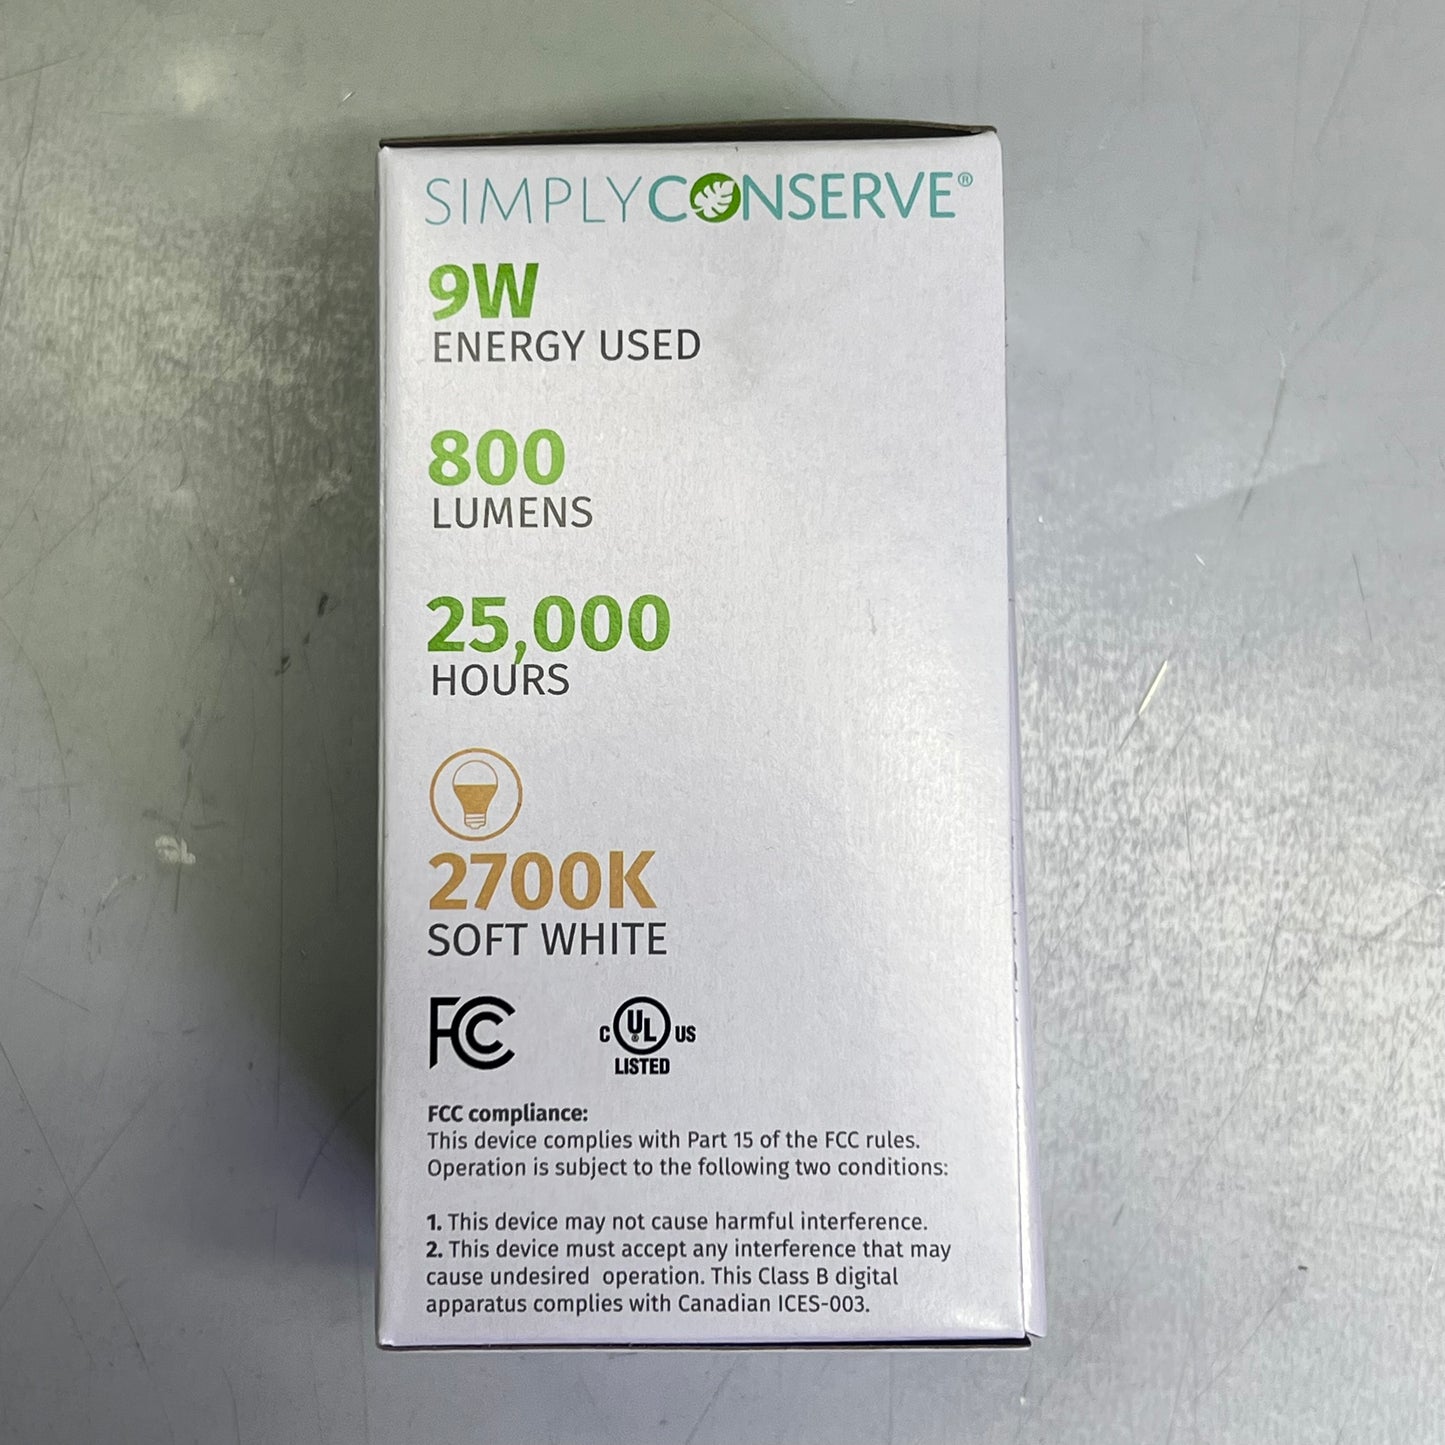 SIMPLYCONSERVE®
9W
ENERGY USED
800
LUMENS
25,000
HOURS
2700K
SOFT WHITE
FC
C UL® US
LISTED
FCC compliance:
This device complies with Part 15 of the FCC rules.
Operation is subject to the following two conditions:
1. This device may not cause harmful interference.
2. This device must accept any interference that may
cause undesired operation. This Class B digital
apparatus complies with Canadian ICES-003.